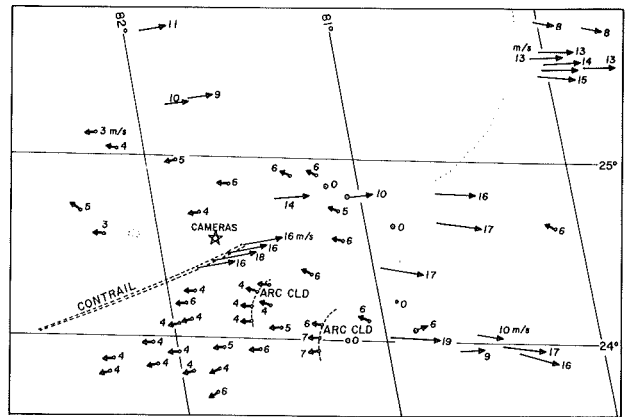 82° 11 81° 8 8
m/s 13 13
13 14
15
10 9
3 m/s
4
5 25°
6 6
6 0
5 14 10 16
4 5
3 CAMERAS 0 17 6
16 m/s 6
16
18
16 6 17
CONTRAIL 4 4 ARC CLD
6 4 4 0
4 4 4 6 ARC CLD 6 6 10 m/s
5 7 0 19 24°
4 5 6 7 9 17
4 4 16
4 4 4 4
6